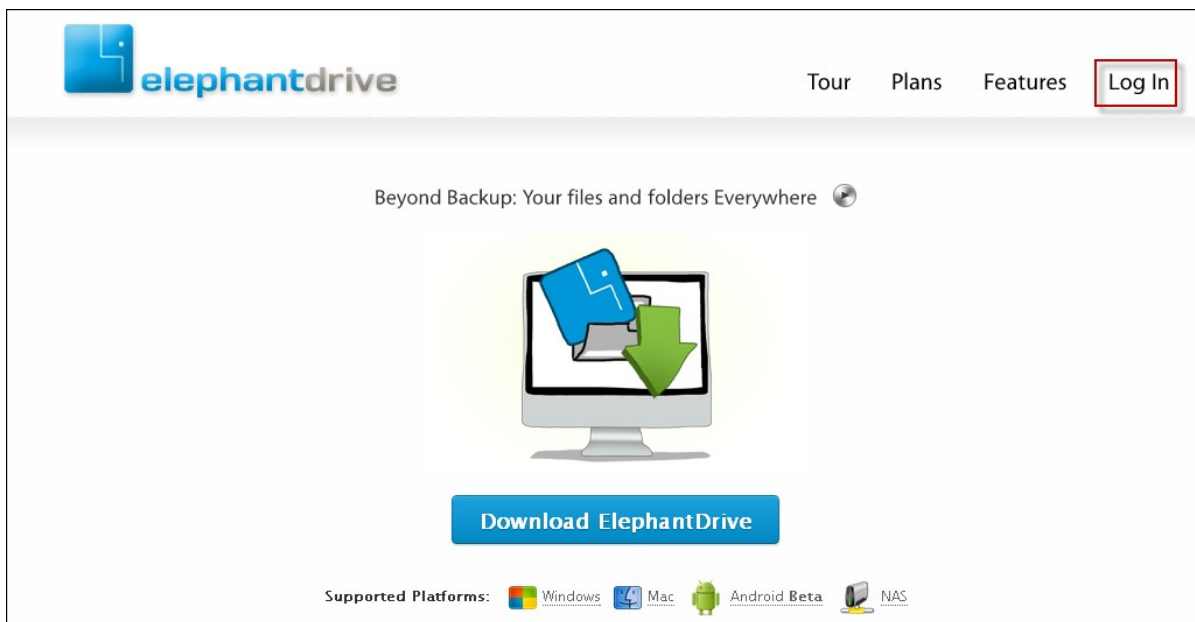 elephantdrive
Tour Plans Features Log In
Beyond Backup: Your files and folders Everywhere
Download ElephantDrive
Supported Platforms: Windows Mac Android Beta NAS